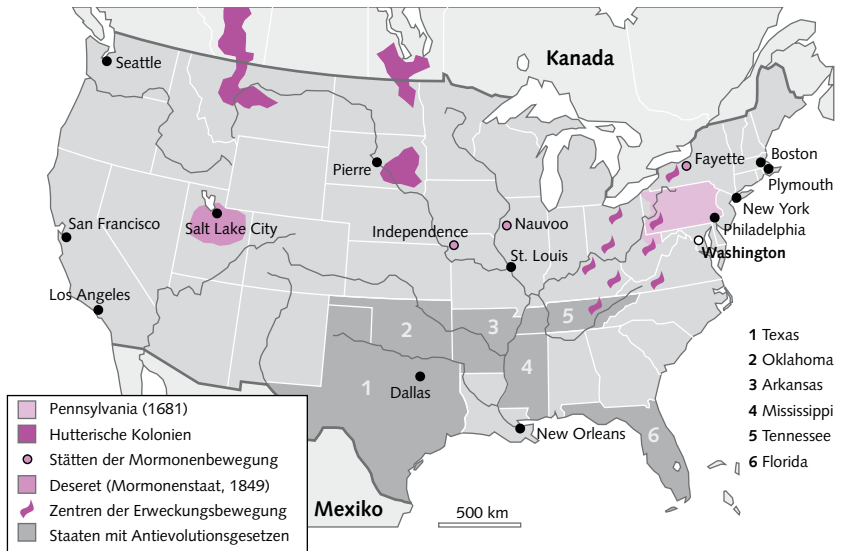 Kanada
Seattle
Fayette
Boston
Pierre
Plymouth
New York
San Francisco
Salt Lake City
Independence
Nauvoo
Philadelphia
St. Louis
Washington
Los Angeles
1
2
3
4
5
6
Dallas
New Orleans
Mexiko
500 km
1 Texas
2 Oklahoma
3 Arkansas
4 Mississippi
5 Tennessee
6 Florida
Pennsylvania (1681)
Hutterische Kolonien
Stätten der Mormonenbewegung
Deseret (Mormonenstaat, 1849)
Zentren der Erweckungsbewegung
Staaten mit Antievolutionsgesetzen